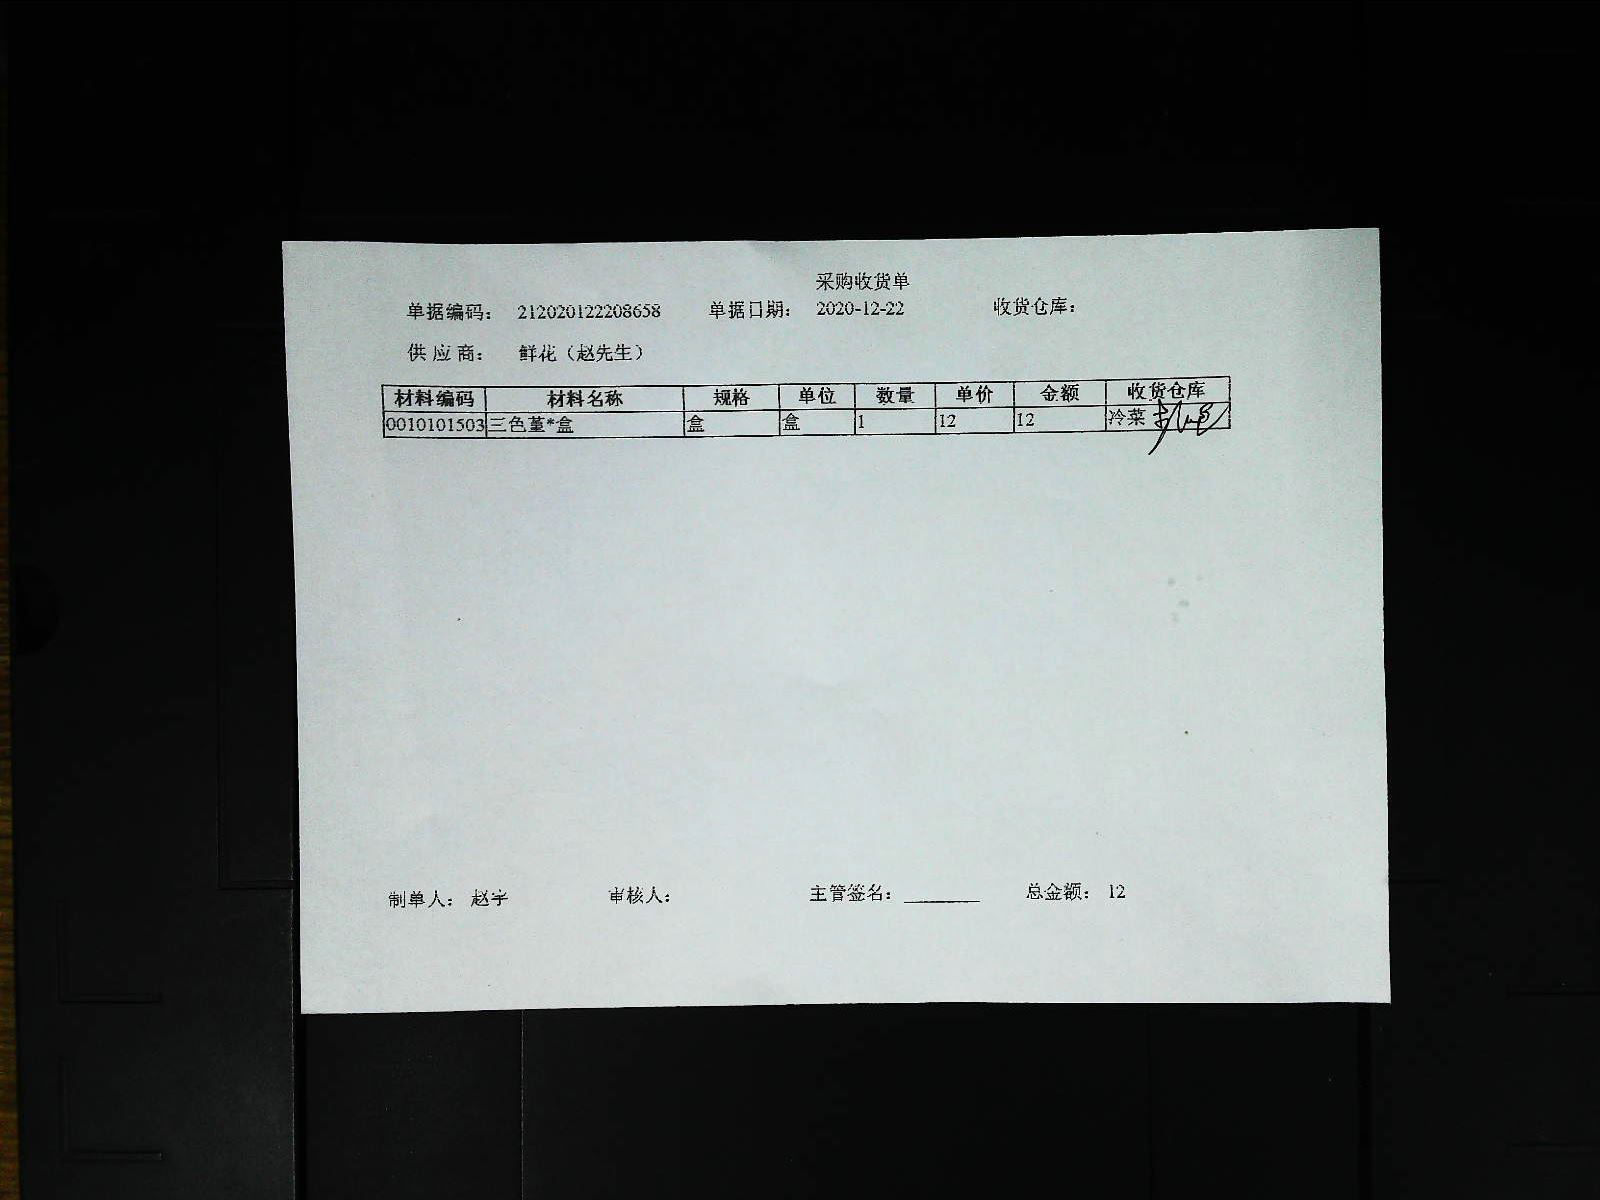 采购收货单
单据编码： 212020122208658 单据日期： 2020-12-22 收货仓库：
供应商： 鲜花（赵先生）
材料编码 材料名称 规格 单位 数量 单价 金额 收货仓库
0010101503 三色堇*盒 盒 盒 1 12 12 冷菜
制单人： 赵宇 审核人： 主管签名： 总金额： 12